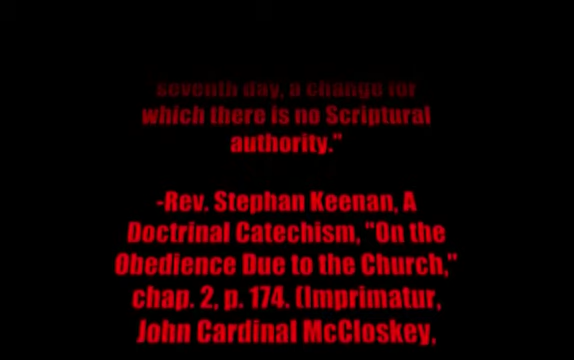 seventh day, a change for
which there is no Scriptural
authority."
-Rev. Stephan Keenan, A
Doctrinal Catechism, "On the
Obedience Due to the Church,"
chap. 2, p. 174. (Imprimatur,
John Cardinal McCloskey,